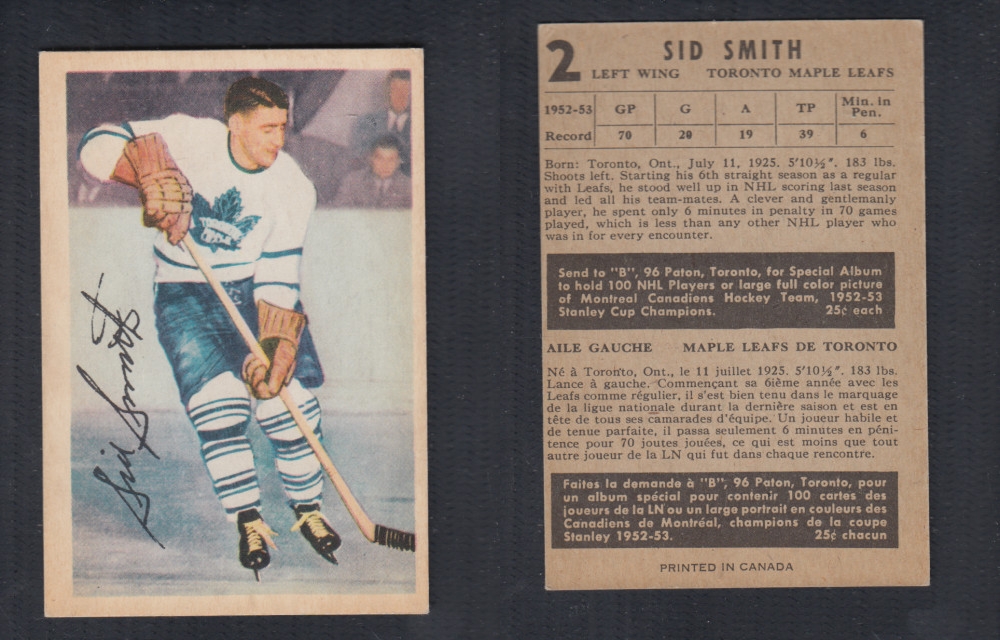 Sid Smith
2 SID SMITH
LEFT WING TORONTO MAPLE LEAFS
1952-53 GP G A TP Min. in Pen.
Record 70 20 19 39 6
Born: Toronto, Ont., July 11, 1925. 5'10½". 183 lbs.
Shoots left. Starting his 6th straight season as a regular
with Leafs, he stood well up in NHL scoring last season
and led all his team-mates. A clever and gentlemanly
player, he spent only 6 minutes in penalty in 70 games
played, which is less than any other NHL player who
was in for every encounter.
Send to "B", 96 Paton, Toronto, for Special Album
to hold 100 NHL Players or large full color picture
of Montreal Canadiens Hockey Team, 1952-53
Stanley Cup Champions. 25¢ each
AILE GAUCHE MAPLE LEAFS DE TORONTO
Né à Toronto, Ont., le 11 juillet 1925. 5'10½". 183 lbs.
Lance à gauche. Commençant sa 6ième année avec les
Leafs comme régulier, il s'est bien tenu dans le marquage
de la ligue nationale durant la dernière saison et est en
tête de tous ses camarades d'équipe. Un joueur habile et
de tenue parfaite, il passa seulement 6 minutes en péni-
tence pour 70 joutes jouées, ce qui est moins que tout
autre joueur de la LN qui fut dans chaque rencontre.
Faites la demande à "B", 96 Paton, Toronto, pour
un album spécial pour contenir 100 cartes des
joueurs de la LN ou un large portrait en couleurs des
Canadiens de Montréal, champions de la coupe
Stanley 1952-53. 25¢ chacun
PRINTED IN CANADA